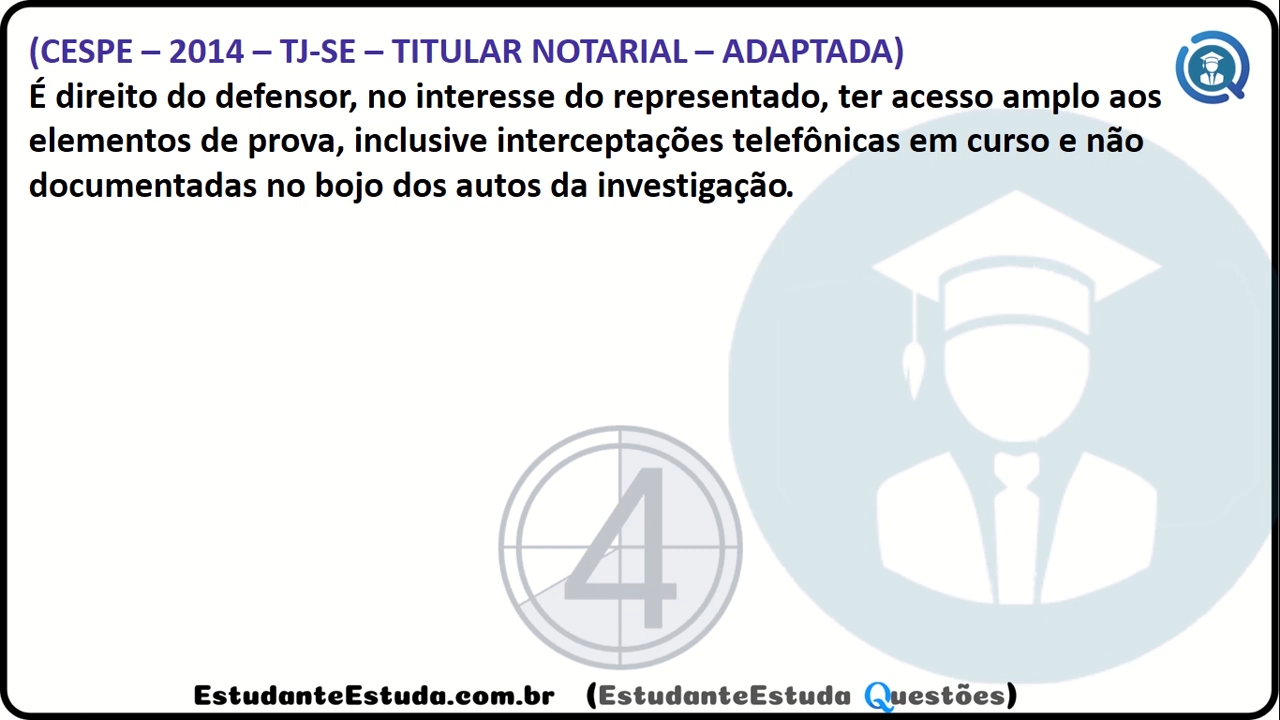 (CESPE – 2014 – TJ-SE – TITULAR NOTARIAL – ADAPTADA)
É direito do defensor, no interesse do representado, ter acesso amplo aos
elementos de prova, inclusive interceptações telefônicas em curso e não
documentadas no bojo dos autos da investigação.
4
EstudanteEstuda.com.br (EstudanteEstuda Questões)